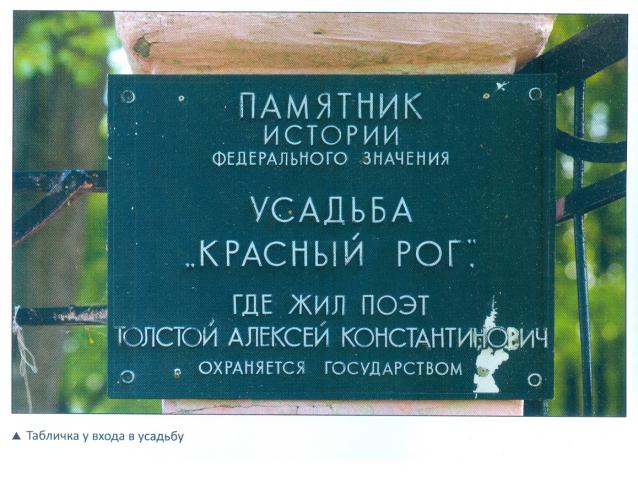 ПАМЯТНИК
ИСТОРИИ
ФЕДЕРАЛЬНОГО ЗНАЧЕНИЯ
УСАДЬБА
„КРАСНЫЙ РОГ",
ГДЕ ЖИЛ ПОЭТ
ТОЛСТОЙ АЛЕКСЕЙ КОНСТАНТИНОВИЧ
ОХРАНЯЕТСЯ ГОСУДАРСТВОМ
▲ Табличка у входа в усадьбу